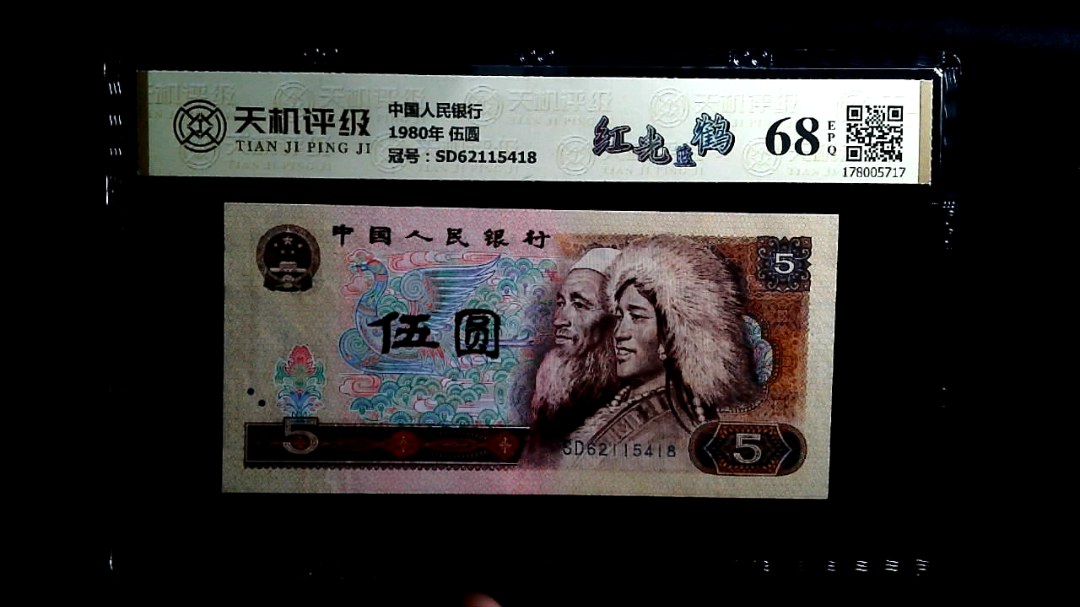 天机评级
TIAN JI PING JI
中国人民银行
1980年 伍圆
冠号：SD62115418
红光蓝鹤
68
EPQ
178005717
中国人民银行
5
伍圆
5
SD62115418
5